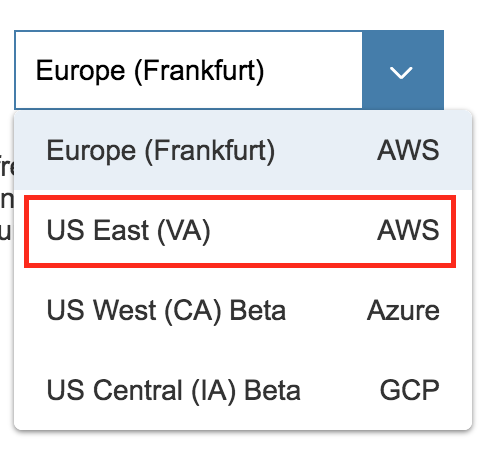 Europe (Frankfurt)
Europe (Frankfurt) AWS
US East (VA) AWS
US West (CA) Beta Azure
US Central (IA) Beta GCP